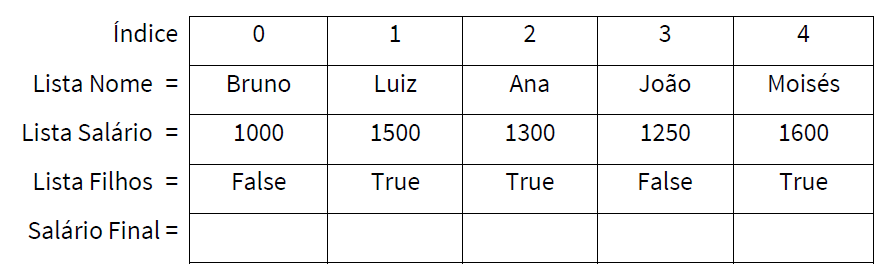 Índice 0 1 2 3 4
Lista Nome = Bruno Luiz Ana João Moisés
Lista Salário = 1000 1500 1300 1250 1600
Lista Filhos = False True True False True
Salário Final =